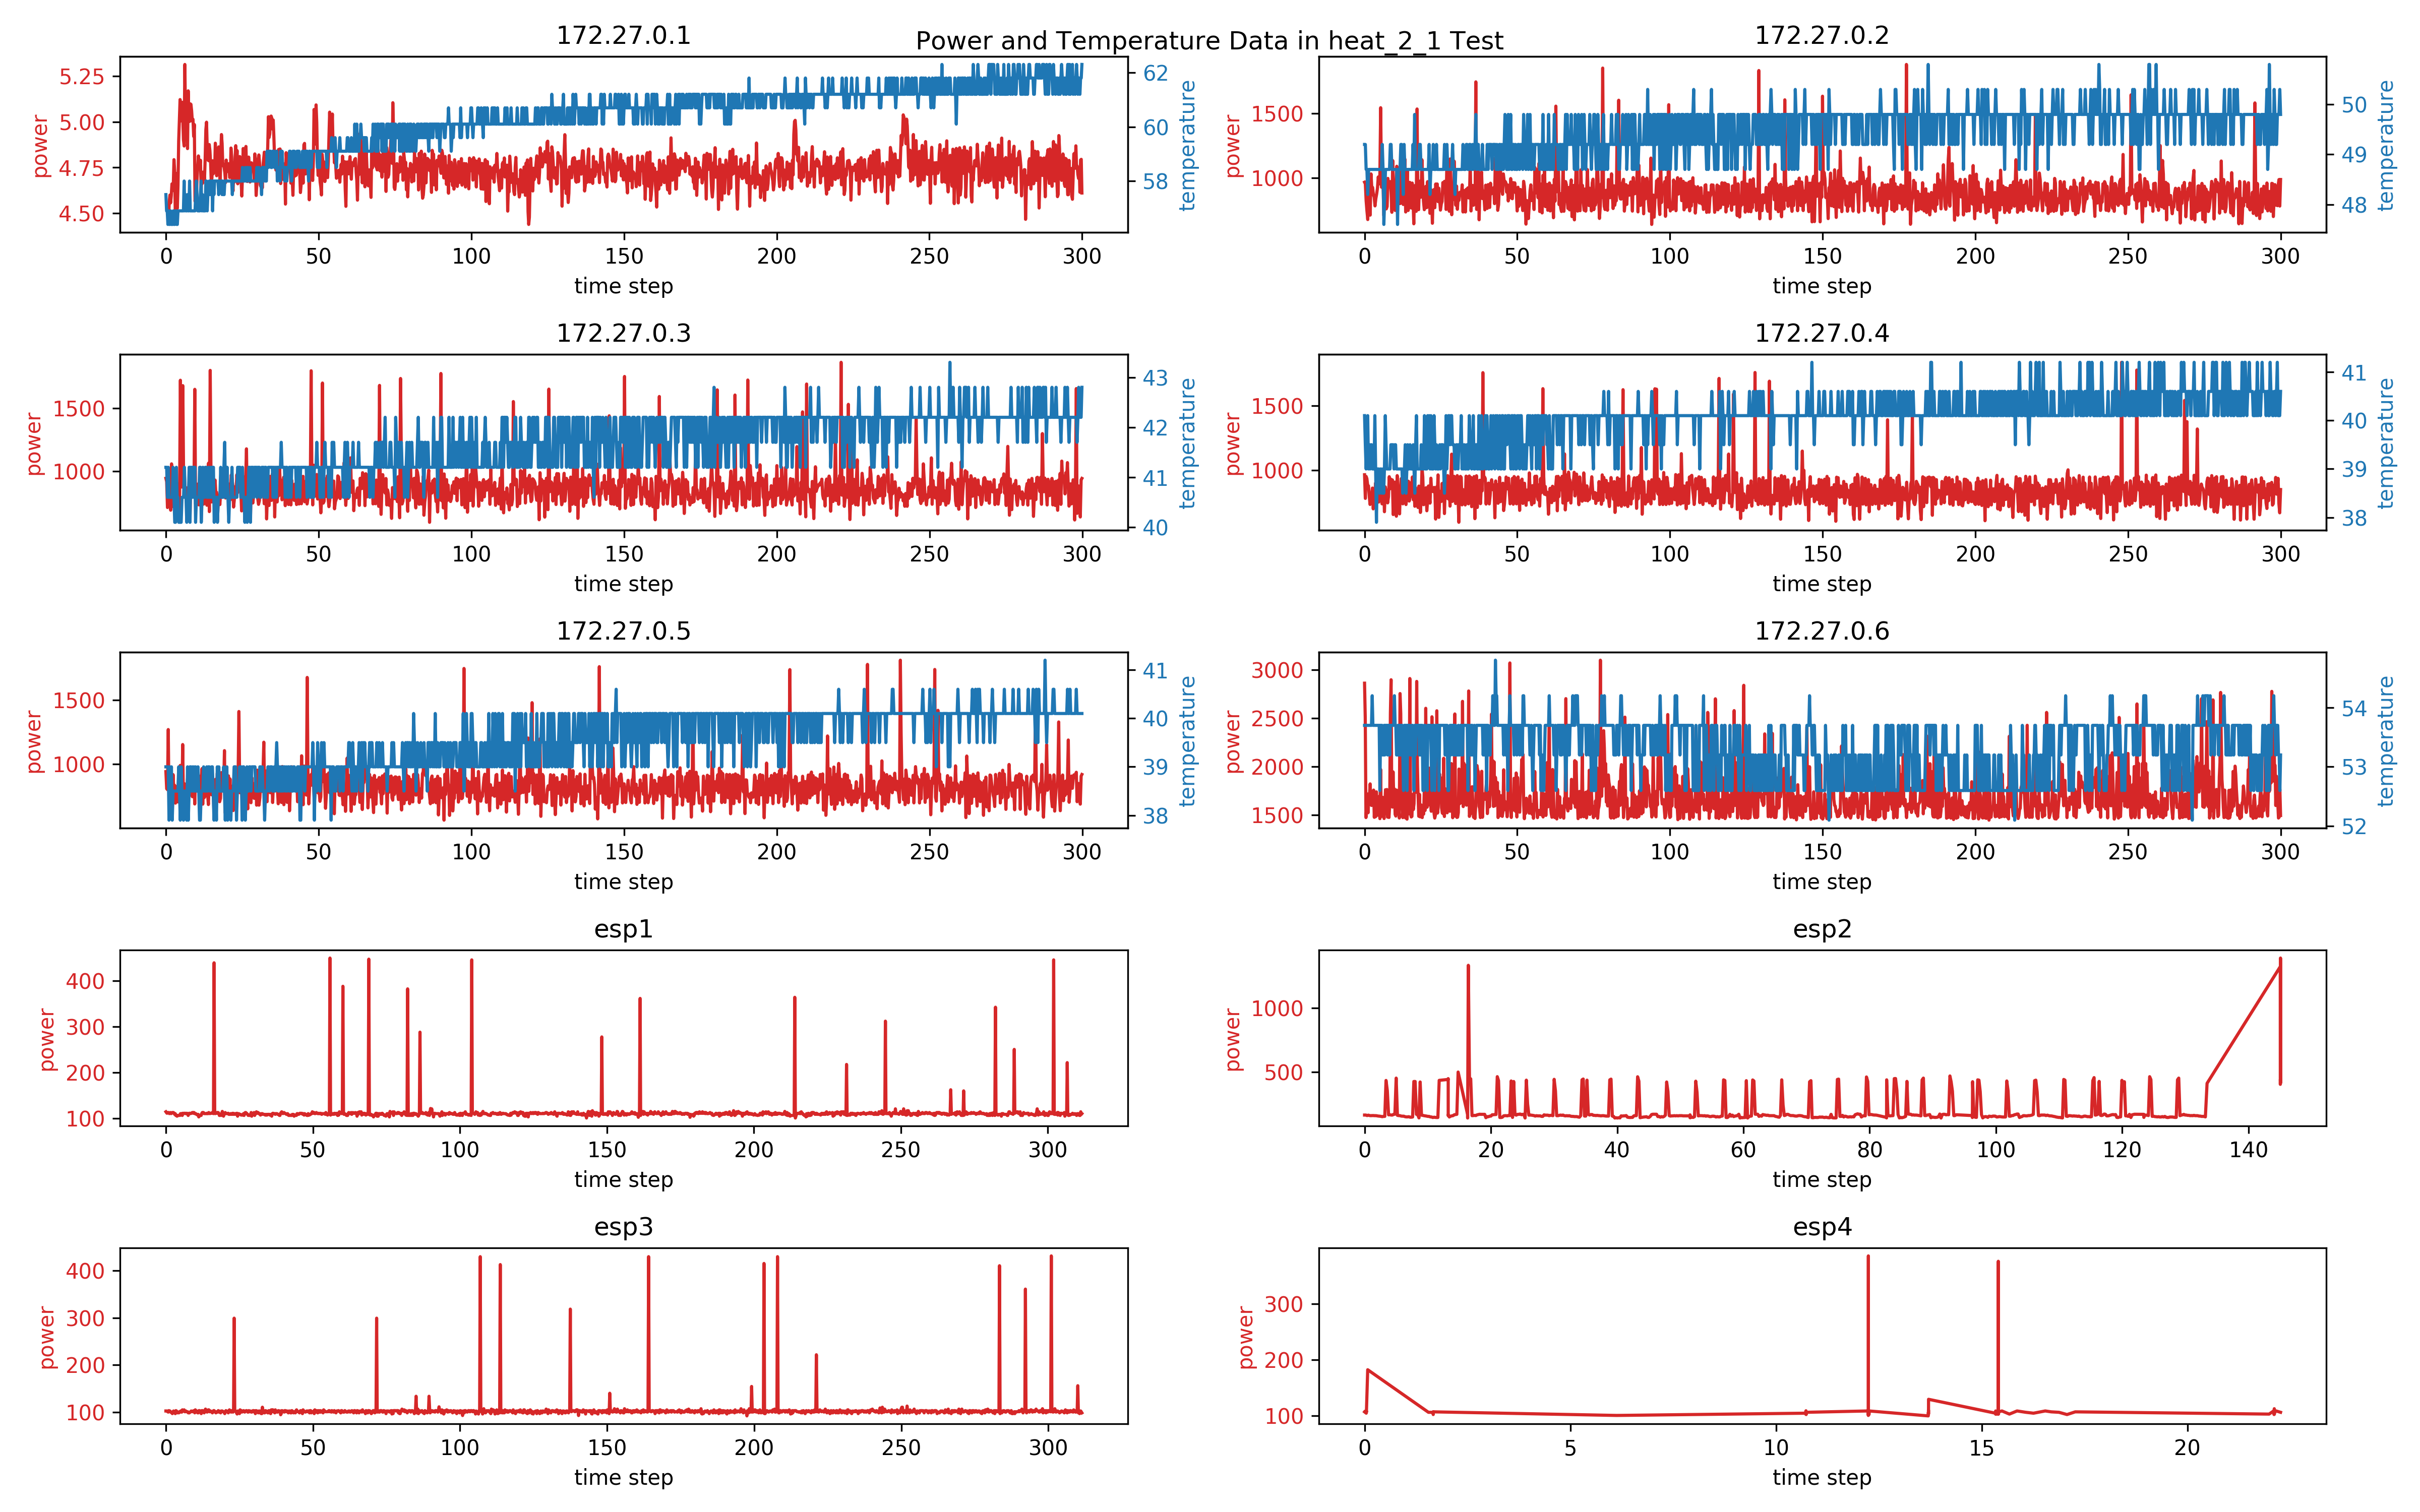 Power and Temperature Data in heat_2_1 Test
172.27.0.1
5.25
5.00
4.75
4.50
power
62
60
58
temperature
0 50 100 150 200 250 300
time step
172.27.0.2
1500
1000
power
50
49
48
temperature
0 50 100 150 200 250 300
time step
172.27.0.3
1500
1000
power
43
42
41
40
temperature
0 50 100 150 200 250 300
time step
172.27.0.4
1500
1000
power
41
40
39
38
temperature
0 50 100 150 200 250 300
time step
172.27.0.5
1500
1000
power
41
40
39
38
temperature
0 50 100 150 200 250 300
time step
172.27.0.6
3000
2500
2000
1500
power
54
53
52
temperature
0 50 100 150 200 250 300
time step
esp1
400
300
200
100
power
0 50 100 150 200 250 300
time step
esp2
1000
500
power
0 20 40 60 80 100 120 140
time step
esp3
400
300
200
100
power
0 50 100 150 200 250 300
time step
esp4
300
200
100
power
0 5 10 15 20
time step